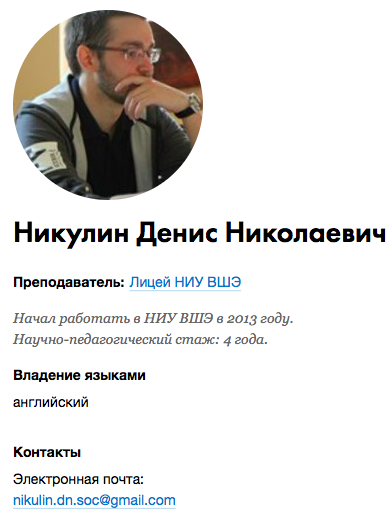 Никулин Денис Николаевич
Преподаватель: Лицей НИУ ВШЭ
Начал работать в НИУ ВШЭ в 2013 году.
Научно-педагогический стаж: 4 года.
Владение языками
английский
Контакты
Электронная почта:
nikulin.dn.soc@gmail.com